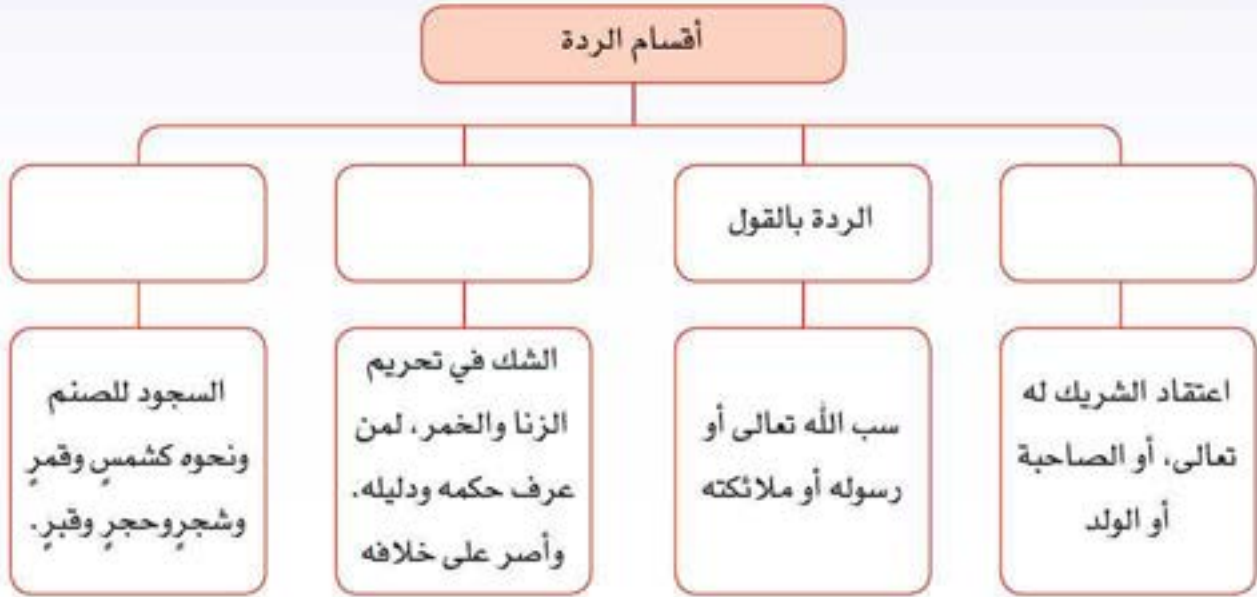 أقسام الردة
الردة بالقول
اعتقاد الشريك له
تعالى، أو الصاحبة
أو الولد
سب الله تعالى أو
رسوله أو ملائكته
الشك في تحريم
الزنا والخمر، لمن
عرف حكمه ودليله.
وأصر على خلافه
السجود للصنم
ونحوه كشمسٍ وقمرٍ
وشجرٍ وحجرٍ وقبرٍ.